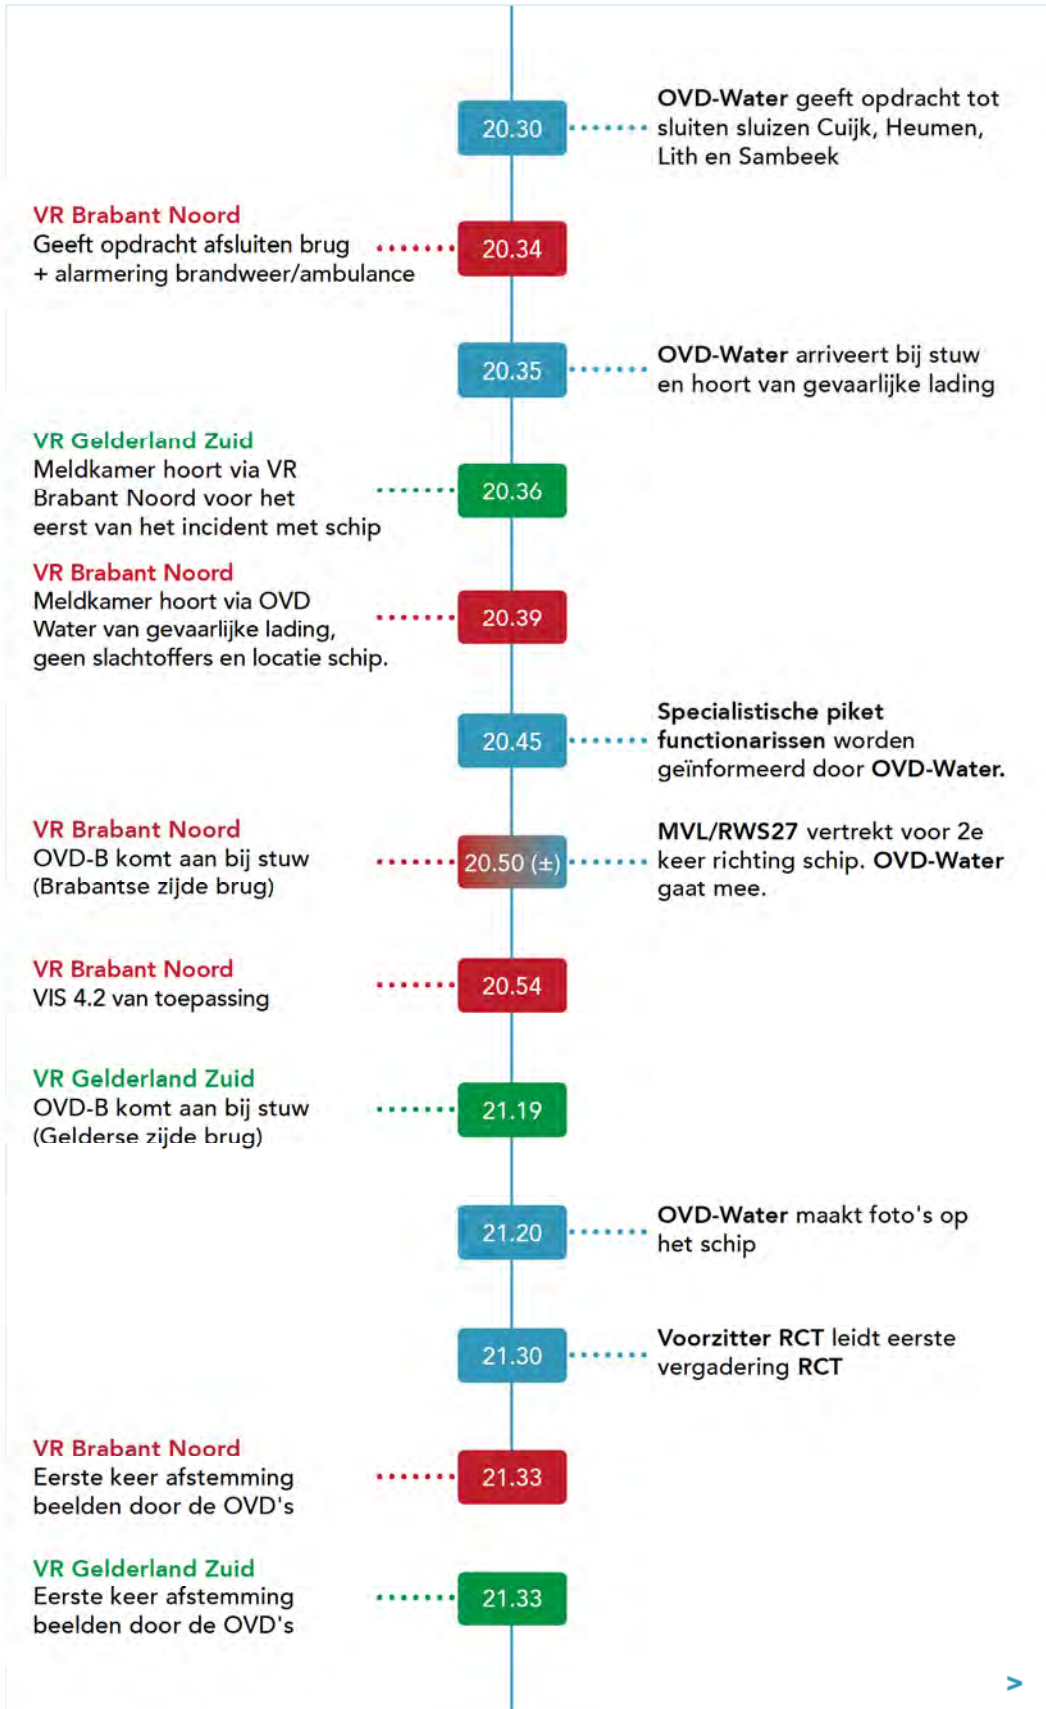 20.30
OVD-Water geeft opdracht tot
sluiten sluizen Cuijk, Heumen,
Lith en Sambeek
VR Brabant Noord
Geeft opdracht afsluiten brug
+ alarmering brandweer/ambulance
20.34
20.35
OVD-Water arriveert bij stuw
en hoort van gevaarlijke lading
VR Gelderland Zuid
Meldkamer hoort via VR
Brabant Noord voor het
eerst van het incident met schip
20.36
VR Brabant Noord
Meldkamer hoort via OVD
Water van gevaarlijke lading,
geen slachtoffers en locatie schip.
20.39
20.45
Specialistische piket
functionarissen worden
geïnformeerd door OVD-Water.
VR Brabant Noord
OVD-B komt aan bij stuw
(Brabantse zijde brug)
20.50 (±)
MVL/RWS27 vertrekt voor 2e
keer richting schip. OVD-Water
gaat mee.
VR Brabant Noord
VIS 4.2 van toepassing
20.54
VR Gelderland Zuid
OVD-B komt aan bij stuw
(Gelderse zijde brug)
21.19
21.20
OVD-Water maakt foto's op
het schip
21.30
Voorzitter RCT leidt eerste
vergadering RCT
VR Brabant Noord
Eerste keer afstemming
beelden door de OVD's
21.33
VR Gelderland Zuid
Eerste keer afstemming
beelden door de OVD's
21.33
>